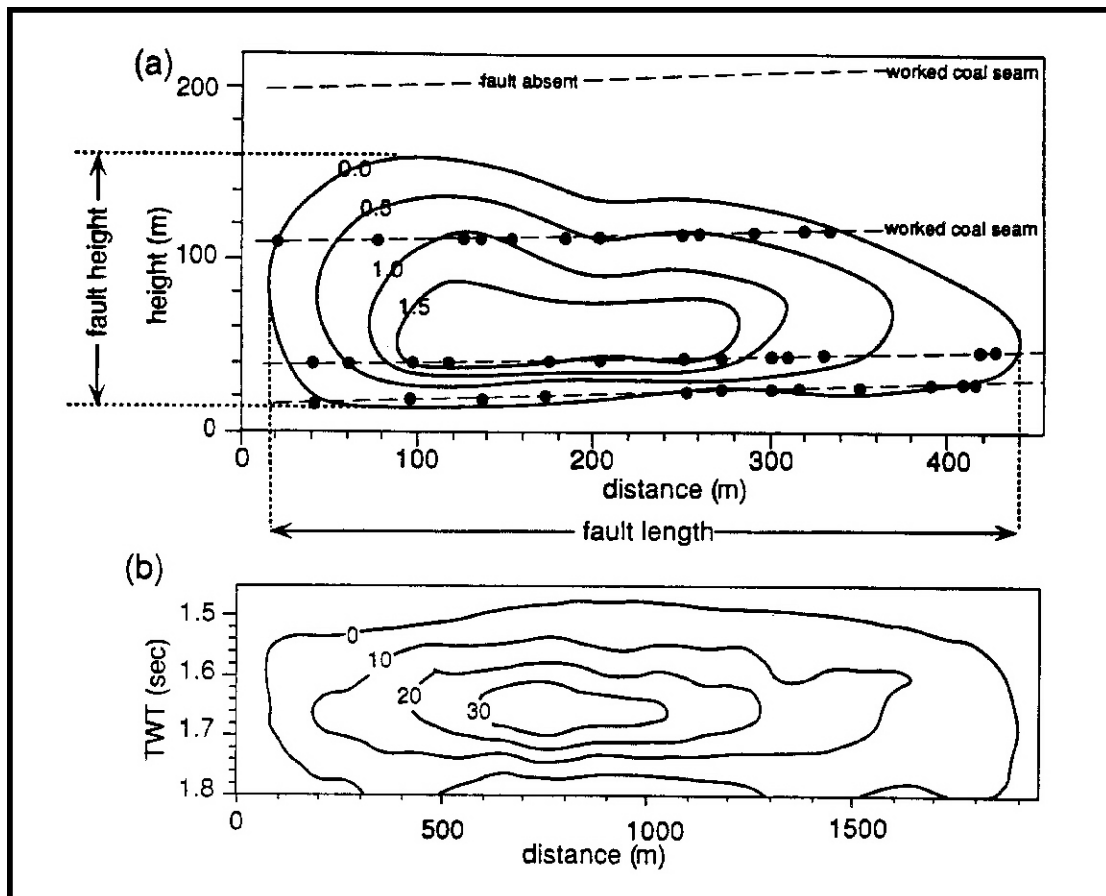 (a)
200
100
0
height (m)
fault height
fault absent
worked coal seam
0.0
0.5
worked coal seam
1.0
1.5
0
100
200
300
400
distance (m)
fault length
(b)
1.5
1.6
1.7
1.8
TWT (sec)
0
10
20
30
0
500
1000
1500
distance (m)